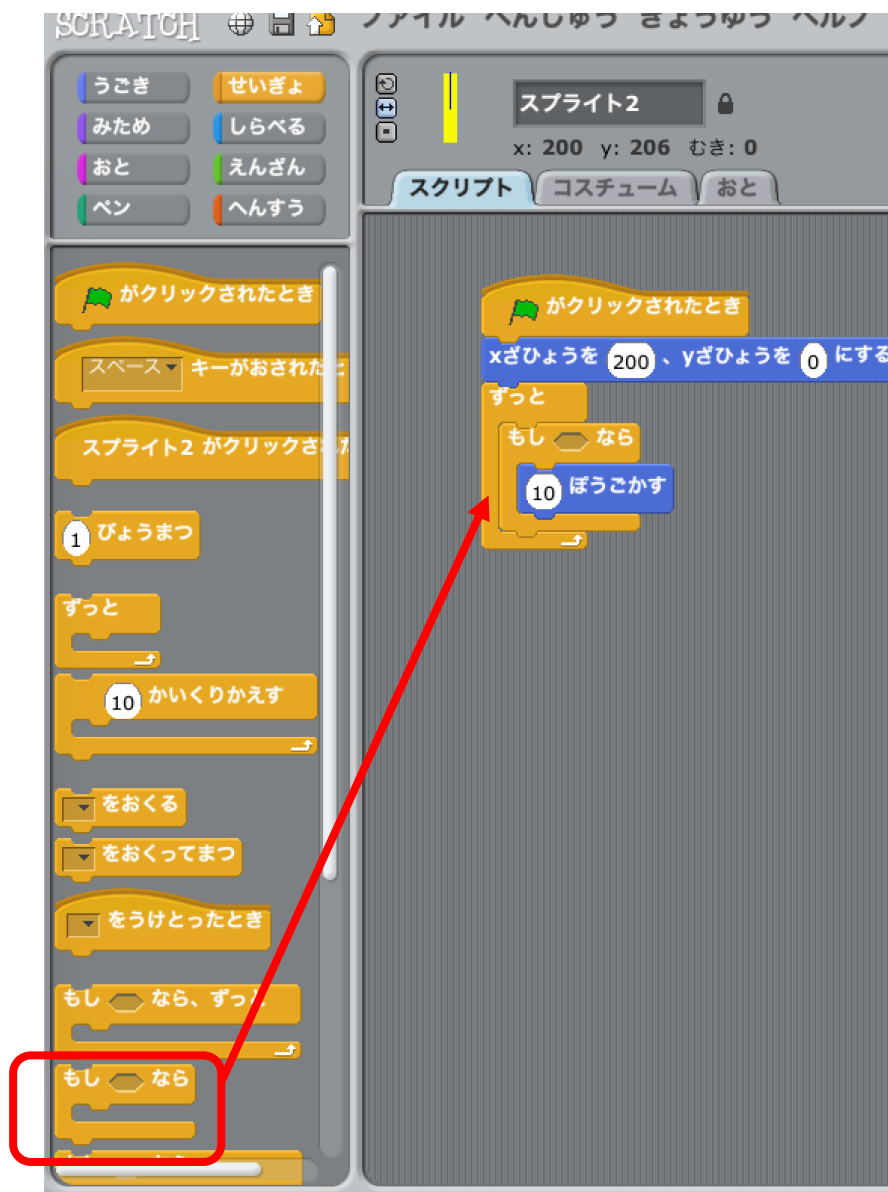 SCRATCH ファイル へんしゅう きょうゆう ヘルプ
うごき せいぎょ
みため しらべる
おと えんざん
ペン へんすう
スプライト2
x: 200 y: 206 むき: 0
スクリプト コスチューム おと
がクリックされたとき
スペース キーがおされたと
スプライト2 がクリックされた
1 びょうまつ
ずっと
10 かいくりかえす
をおくる
をおくってまつ
をうけとったとき
もし なら、ずっと
もし なら
がクリックされたとき
xざひょうを 200 、yざひょうを 0 にする
ずっと
もし なら
10 ぽうごかす